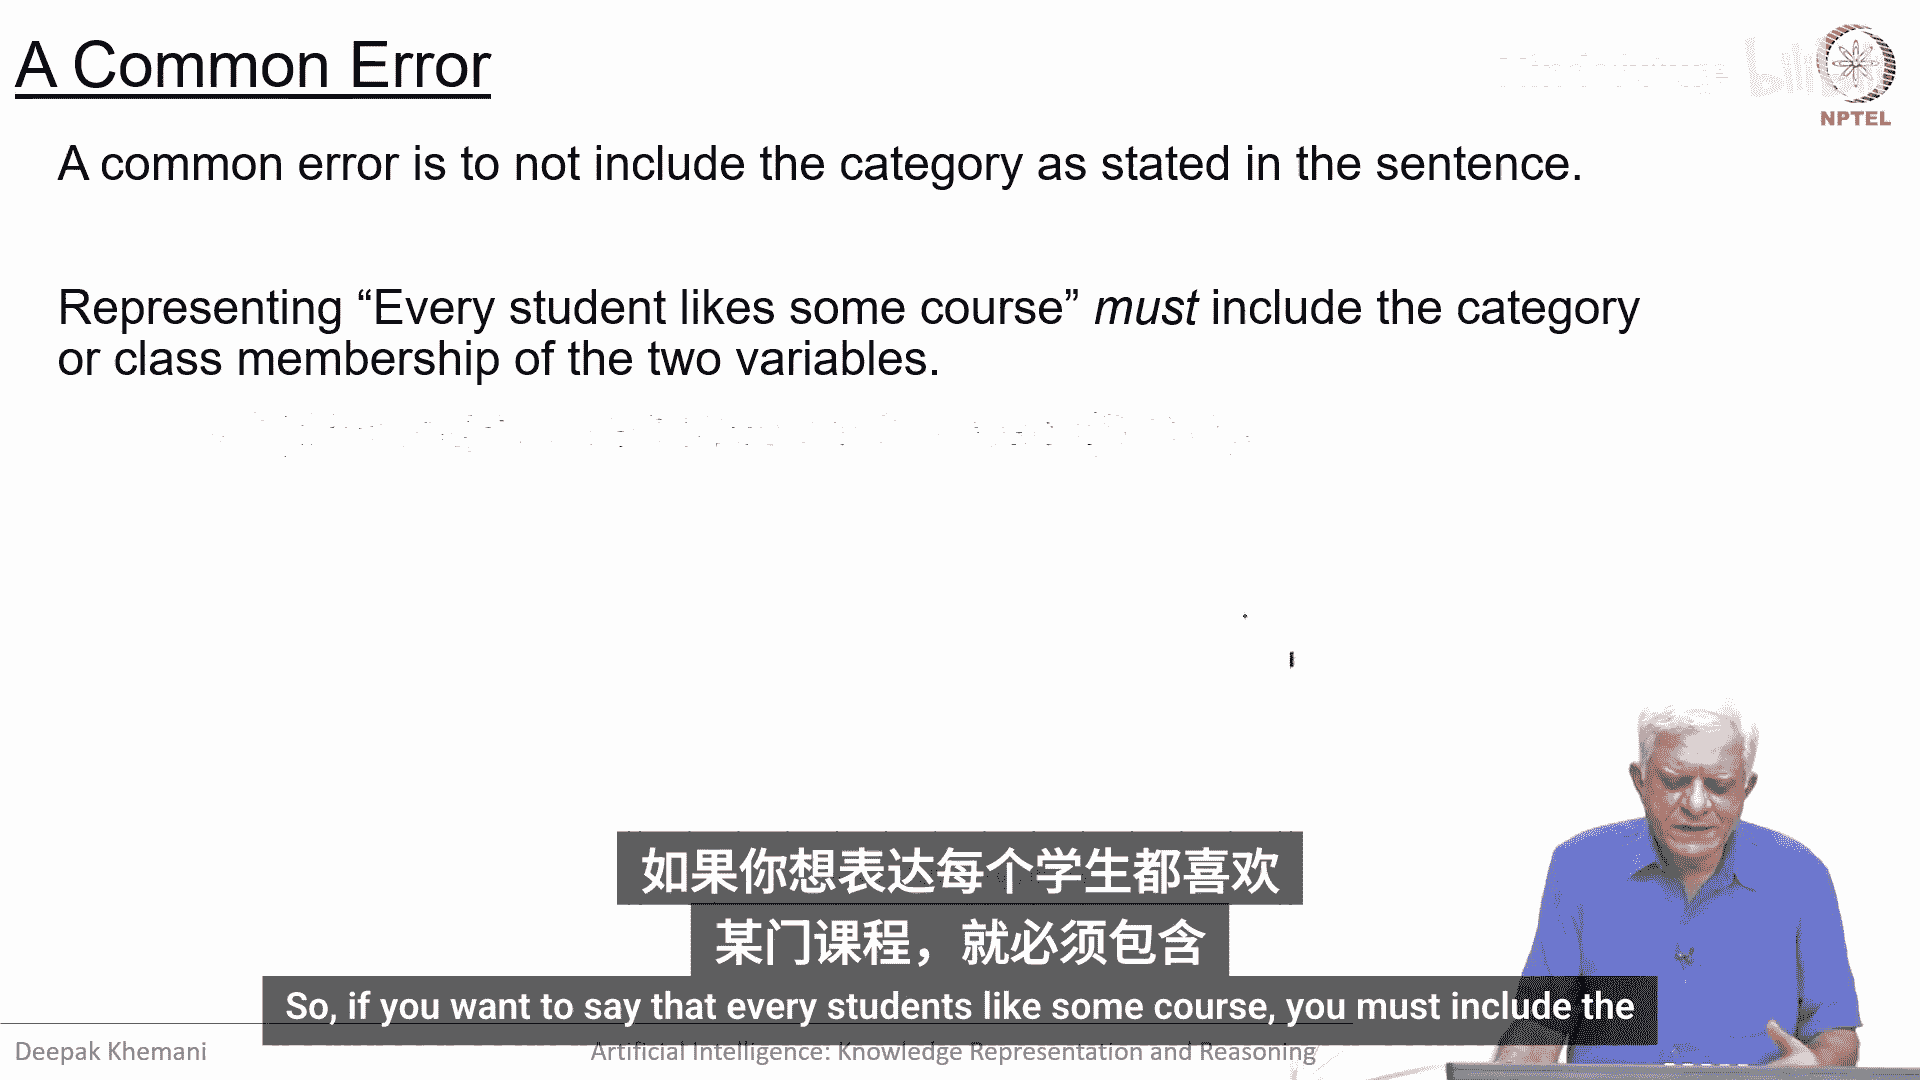 A Common Error
NPTEL
A common error is to not include the category as stated in the sentence.
Representing “Every student likes some course” must include the category
or class membership of the two variables.
如果你想表达每个学生都喜欢
某门课程，就必须包含
So, if you want to say that every students like some course, you must include the
Deepak Khemani
Artificial Intelligence: Knowledge Representation and Reasoning